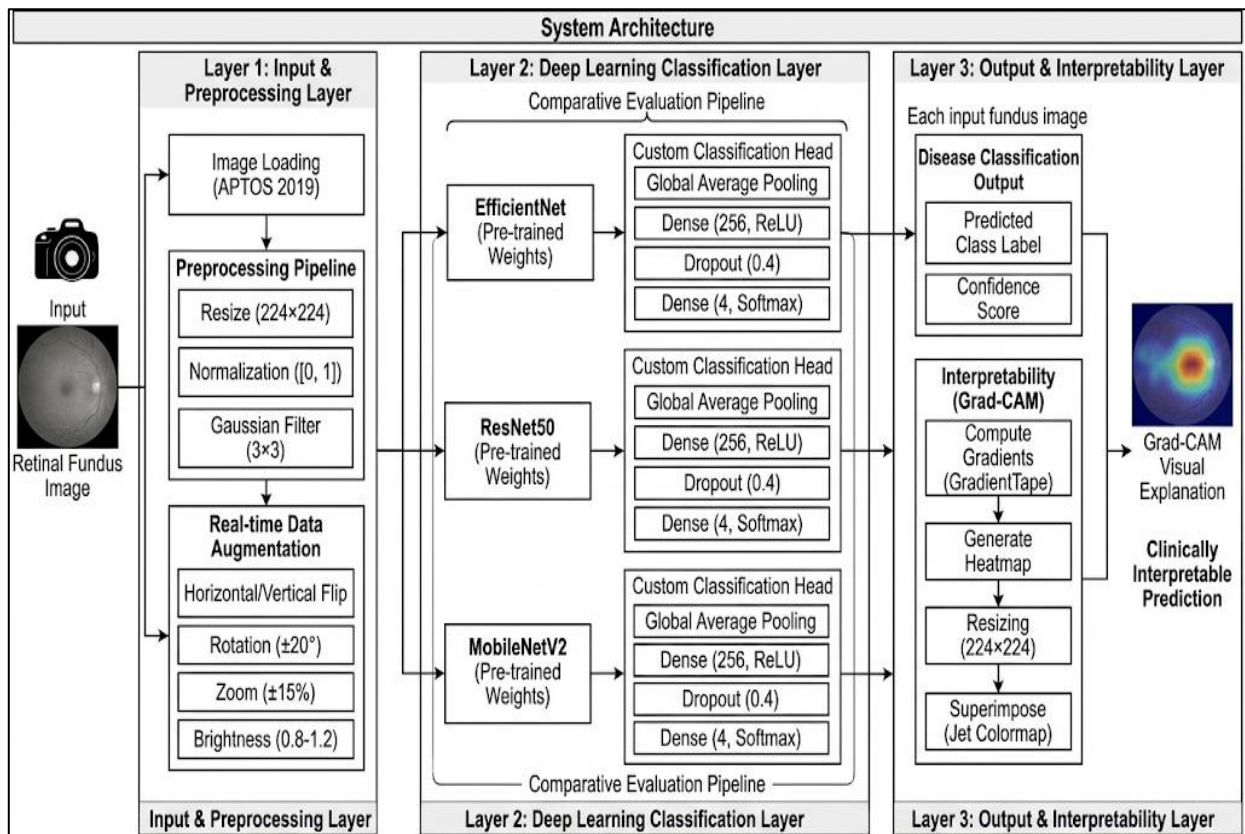 System Architecture
Layer 1: Input &
Preprocessing Layer
Image Loading
(APTOS 2019)
Input
Retinal Fundus
Image
Preprocessing Pipeline
Resize (224×224)
Normalization ([0, 1])
Gaussian Filter
(3×3)
Real-time Data
Augmentation
Horizontal/Vertical Flip
Rotation (±20°)
Zoom (±15%)
Brightness (0.8-1.2)
Input & Preprocessing Layer
Layer 2: Deep Learning Classification Layer
Comparative Evaluation Pipeline
EfficientNet
(Pre-trained
Weights)
Custom Classification Head
Global Average Pooling
Dense (256, ReLU)
Dropout (0.4)
Dense (4, Softmax)
ResNet50
(Pre-trained
Weights)
Custom Classification Head
Global Average Pooling
Dense (256, ReLU)
Dropout (0.4)
Dense (4, Softmax)
MobileNetV2
(Pre-trained
Weights)
Custom Classification Head
Global Average Pooling
Dense (256, ReLU)
Dropout (0.4)
Dense (4, Softmax)
Comparative Evaluation Pipeline
Layer 2: Deep Learning Classification Layer
Layer 3: Output & Interpretability Layer
Each input fundus image
Disease Classification
Output
Predicted
Class Label
Confidence
Score
Interpretability
(Grad-CAM)
Compute
Gradients
(GradientTape)
Generate
Heatmap
Resizing
(224×224)
Superimpose
(Jet Colormap)
Grad-CAM
Visual
Explanation
Clinically
Interpretable
Prediction
Layer 3: Output & Interpretability Layer